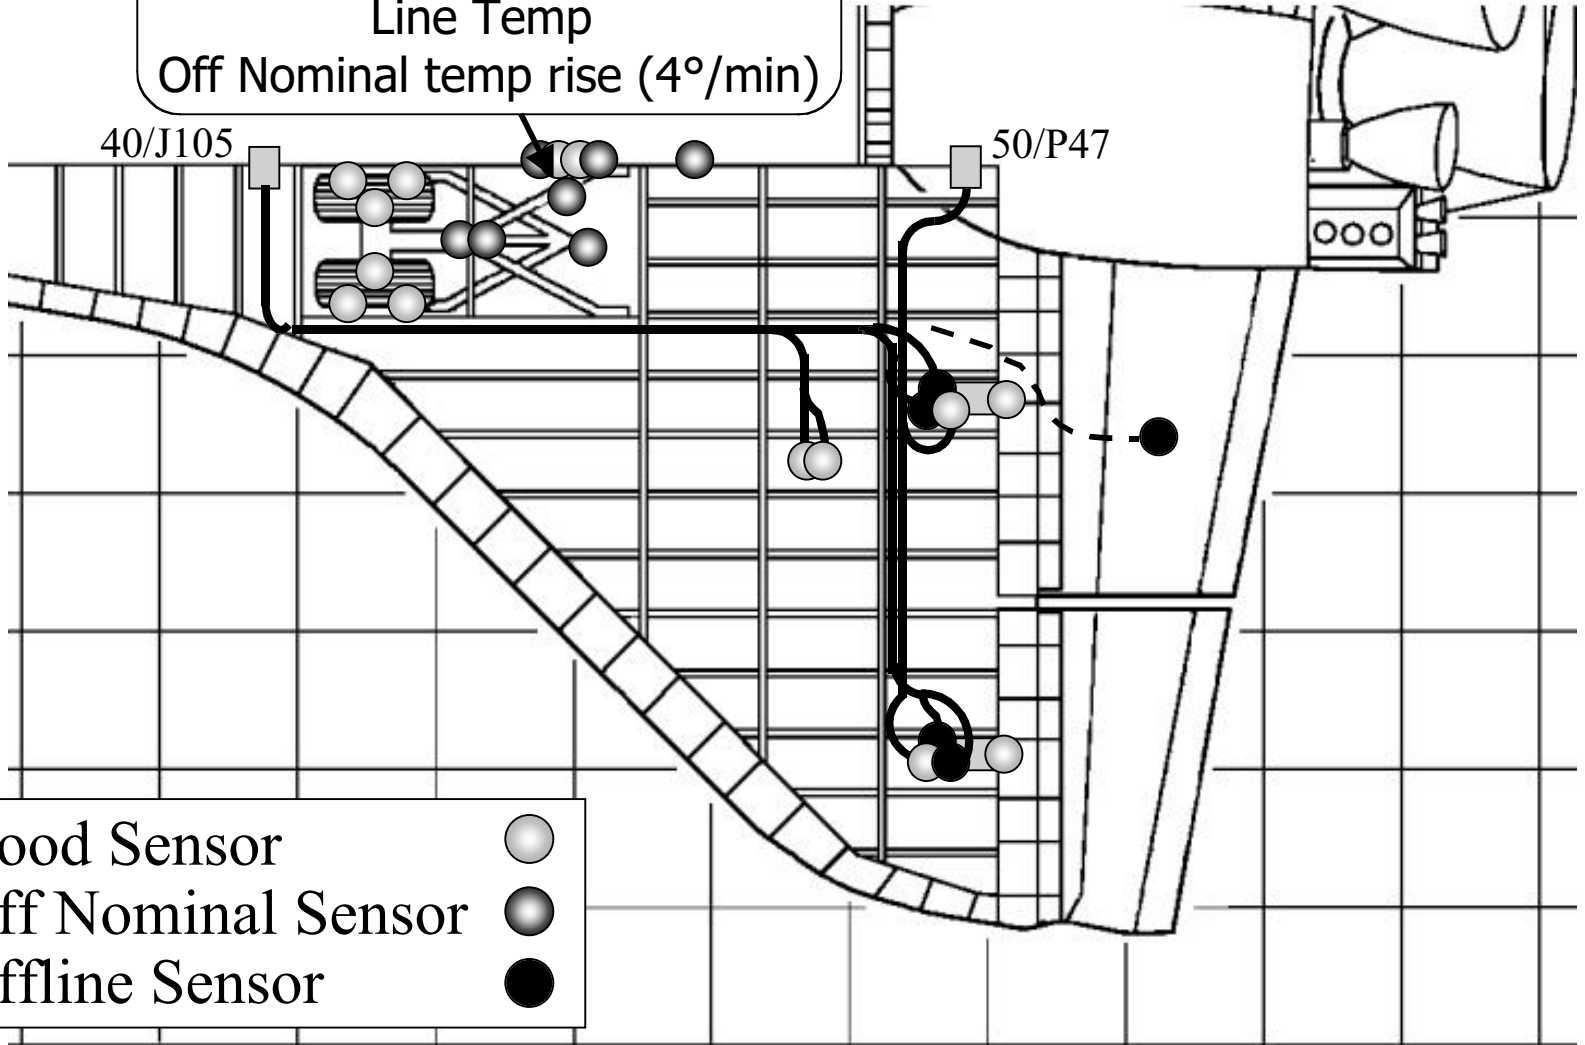 Line Temp
Off Nominal temp rise (4°/min)
40/J105
50/P47
ood Sensor
ff Nominal Sensor
ffline Sensor